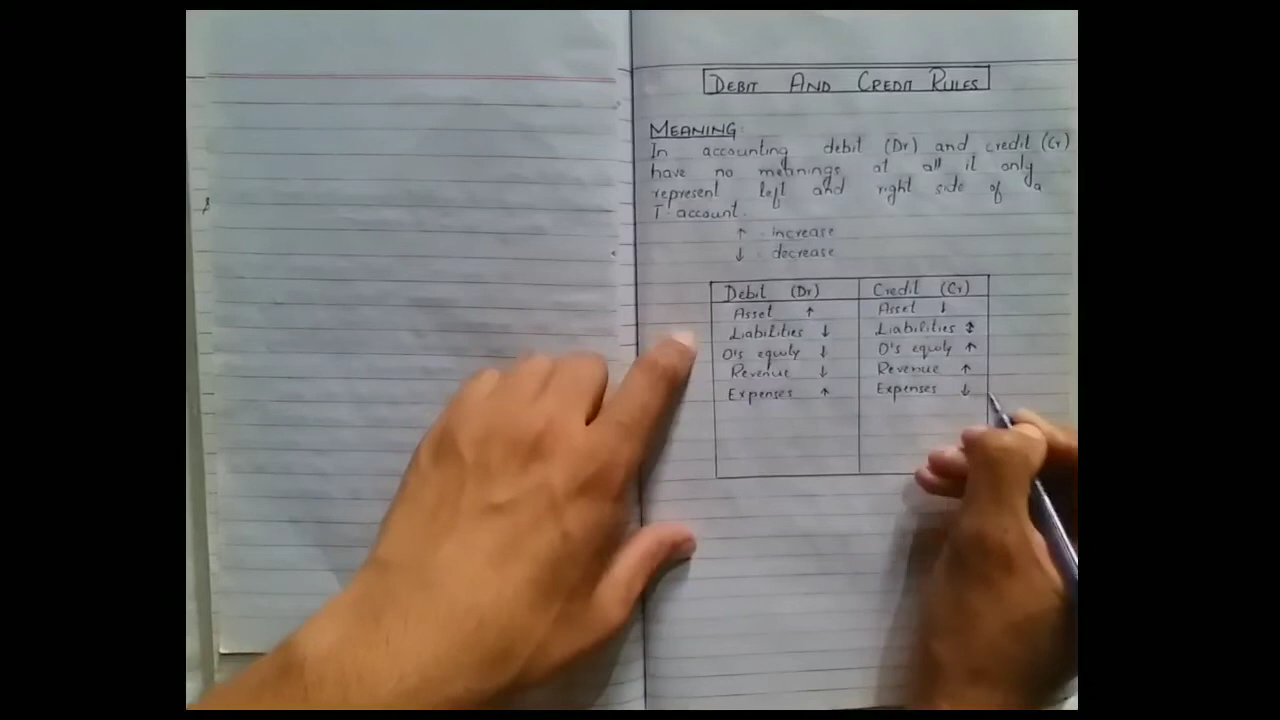 DEBIT AND CREDIT RULES
MEANING
In accounting debit (Dr) and credit (Cr)
have no meanings at all it only
represent left and right side of a
T-account.
↑ - increase
↓ - decrease
Debit (Dr) Credit (Cr)
Asset ↑ Asset ↓
Liabilities ↓ Liabilities ↕
O's equity ↓ O's equity ↑
Revenue ↓ Revenue ↑
Expenses ↑ Expenses ↓